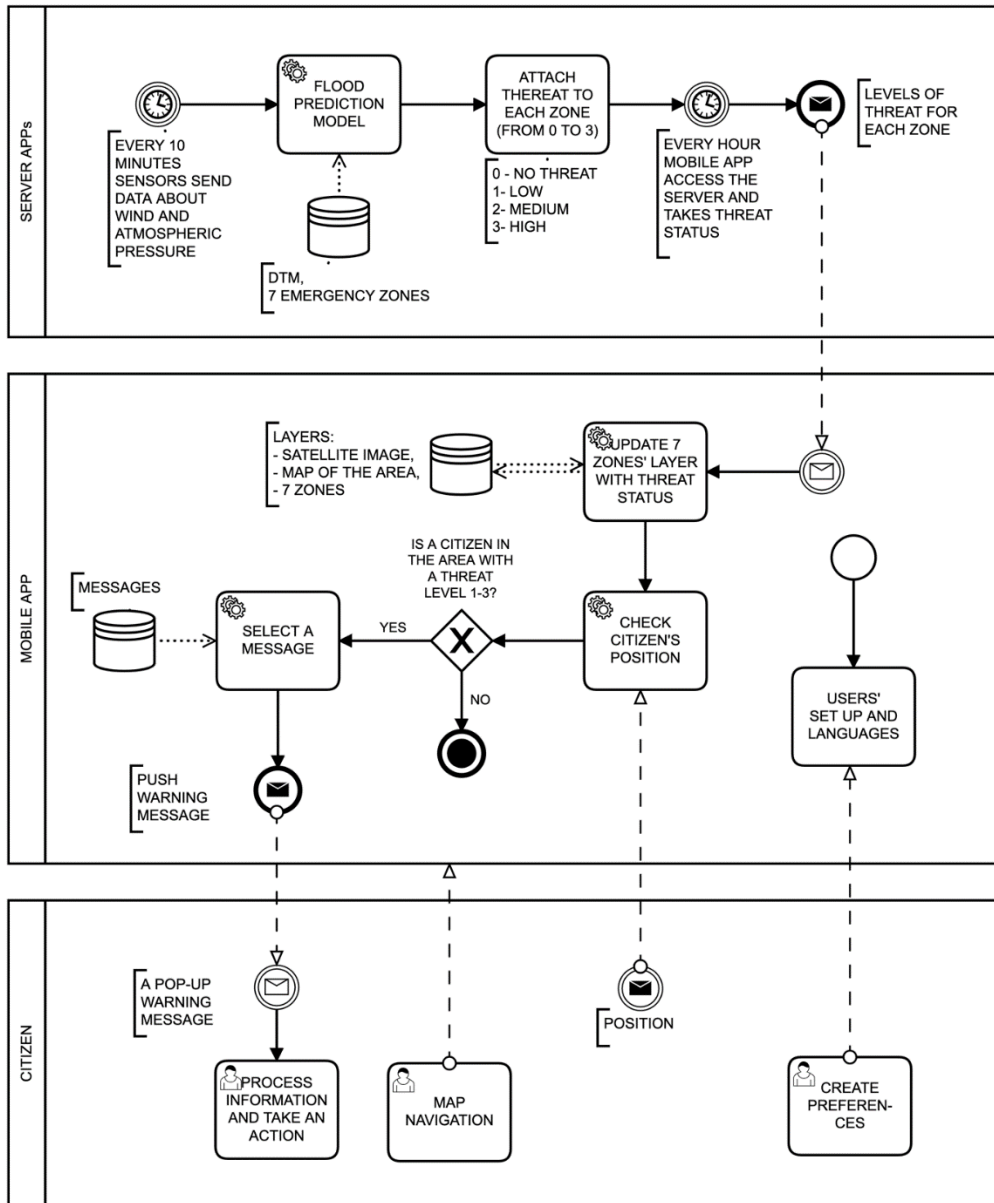 SERVER APPs
EVERY 10
MINUTES
SENSORS SEND
DATA ABOUT
WIND AND
ATMOSPHERIC
PRESSURE
FLOOD
PREDICTION
MODEL
DTM,
7 EMERGENCY ZONES
ATTACH
THEREAT TO
EACH ZONE
(FROM 0 TO 3)
0 - NO THREAT
1- LOW
2- MEDIUM
3- HIGH
EVERY HOUR
MOBILE APP
ACCESS THE
SERVER AND
TAKES THREAT
STATUS
LEVELS OF
THREAT FOR
EACH ZONE
MOBILE APP
LAYERS:
- SATELLITE IMAGE,
- MAP OF THE AREA,
- 7 ZONES
UPDATE 7
ZONES' LAYER
WITH THREAT
STATUS
IS A CITIZEN IN
THE AREA WITH
A THREAT
LEVEL 1-3?
MESSAGES
SELECT A
MESSAGE
YES
X
NO
CHECK
CITIZEN'S
POSITION
USERS'
SET UP AND
LANGUAGES
PUSH
WARNING
MESSAGE
CITIZEN
A POP-UP
WARNING
MESSAGE
POSITION
PROCESS
INFORMATION
AND TAKE AN
ACTION
MAP
NAVIGATION
CREATE
PREFEREN-
CES